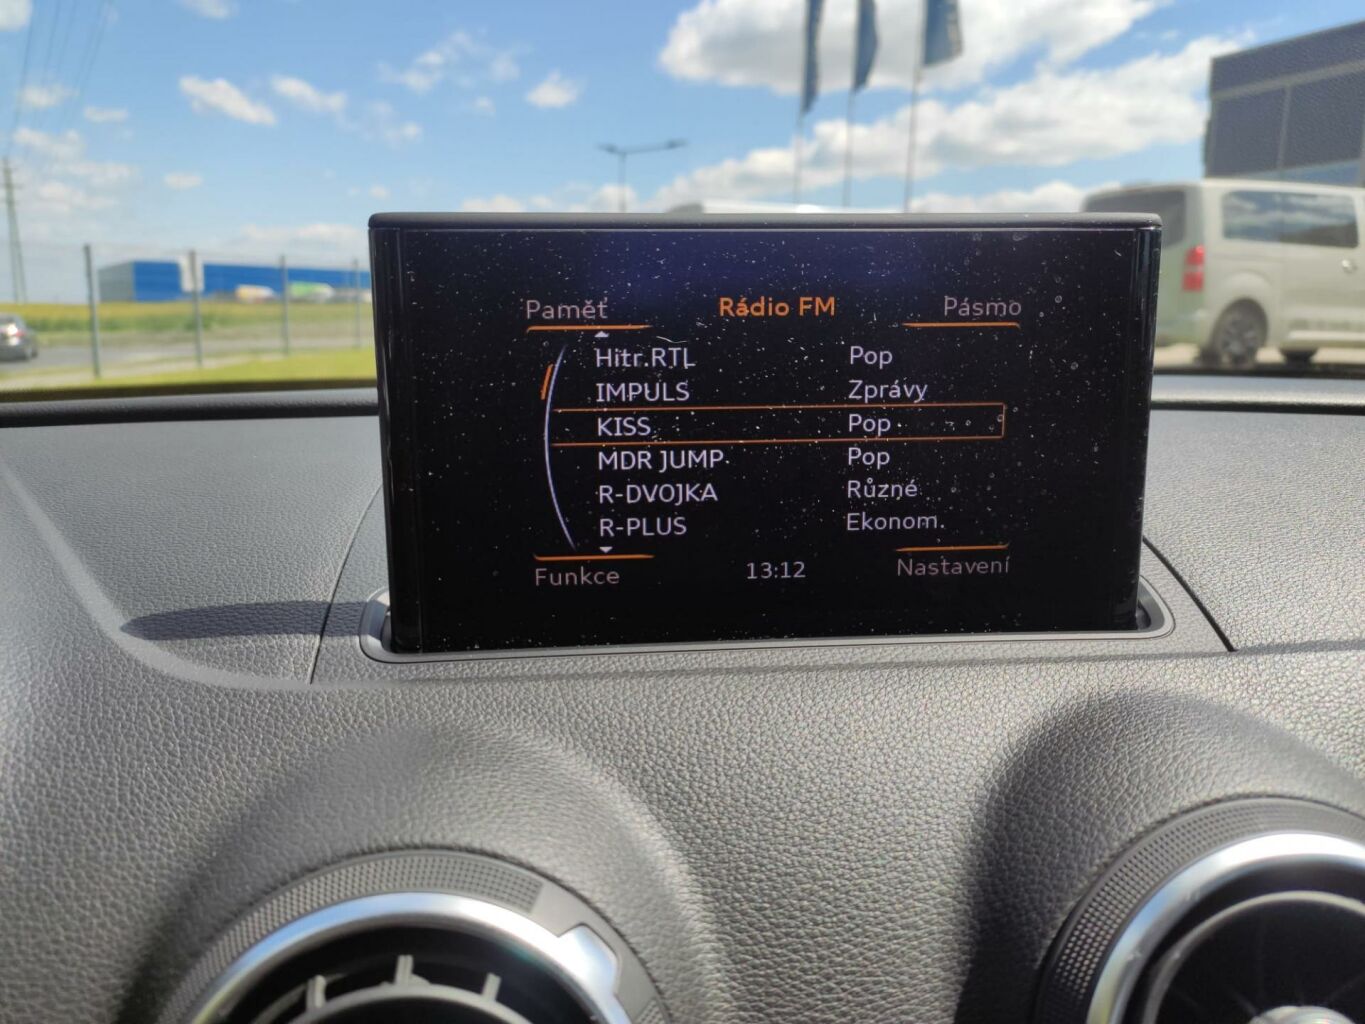 Paměť Rádio FM Pásmo
Hitr.RTL Pop
IMPULS Zprávy
KISS Pop
MDR JUMP Pop
R-DVOJKA Různé
R-PLUS Ekonom.
Funkce 13:12 Nastavení